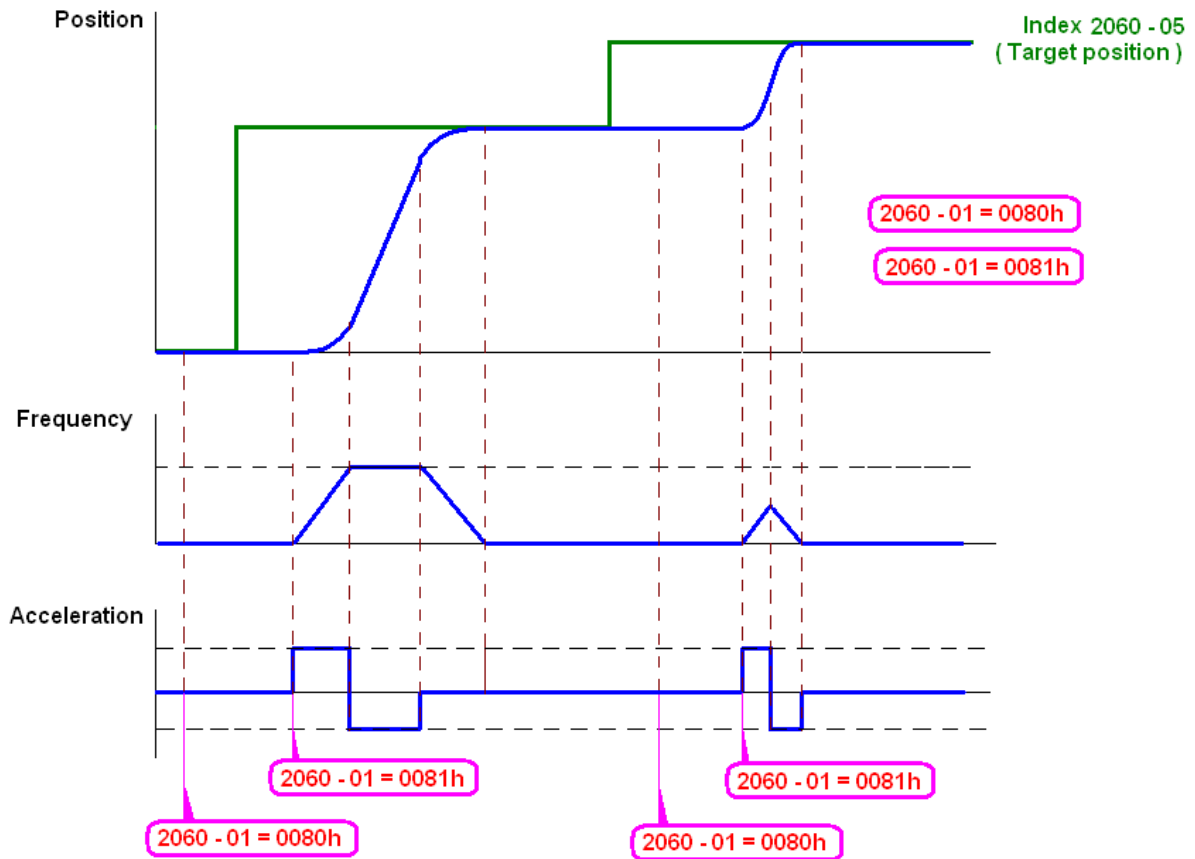 Position
Index 2060 - 05
( Target position )
2060 - 01 = 0080h
2060 - 01 = 0081h
Frequency
Acceleration
2060 - 01 = 0081h
2060 - 01 = 0081h
2060 - 01 = 0080h
2060 - 01 = 0080h